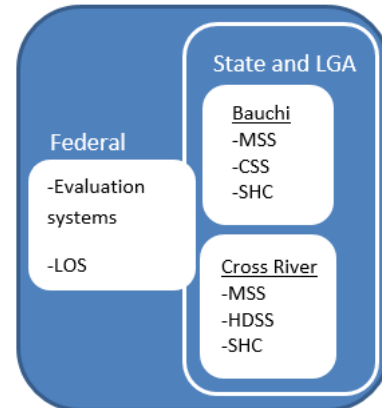 Federal
-Evaluation
systems
-LOS
State and LGA
Bauchi
-MSS
-CSS
-SHC
Cross River
-MSS
-HDSS
-SHC